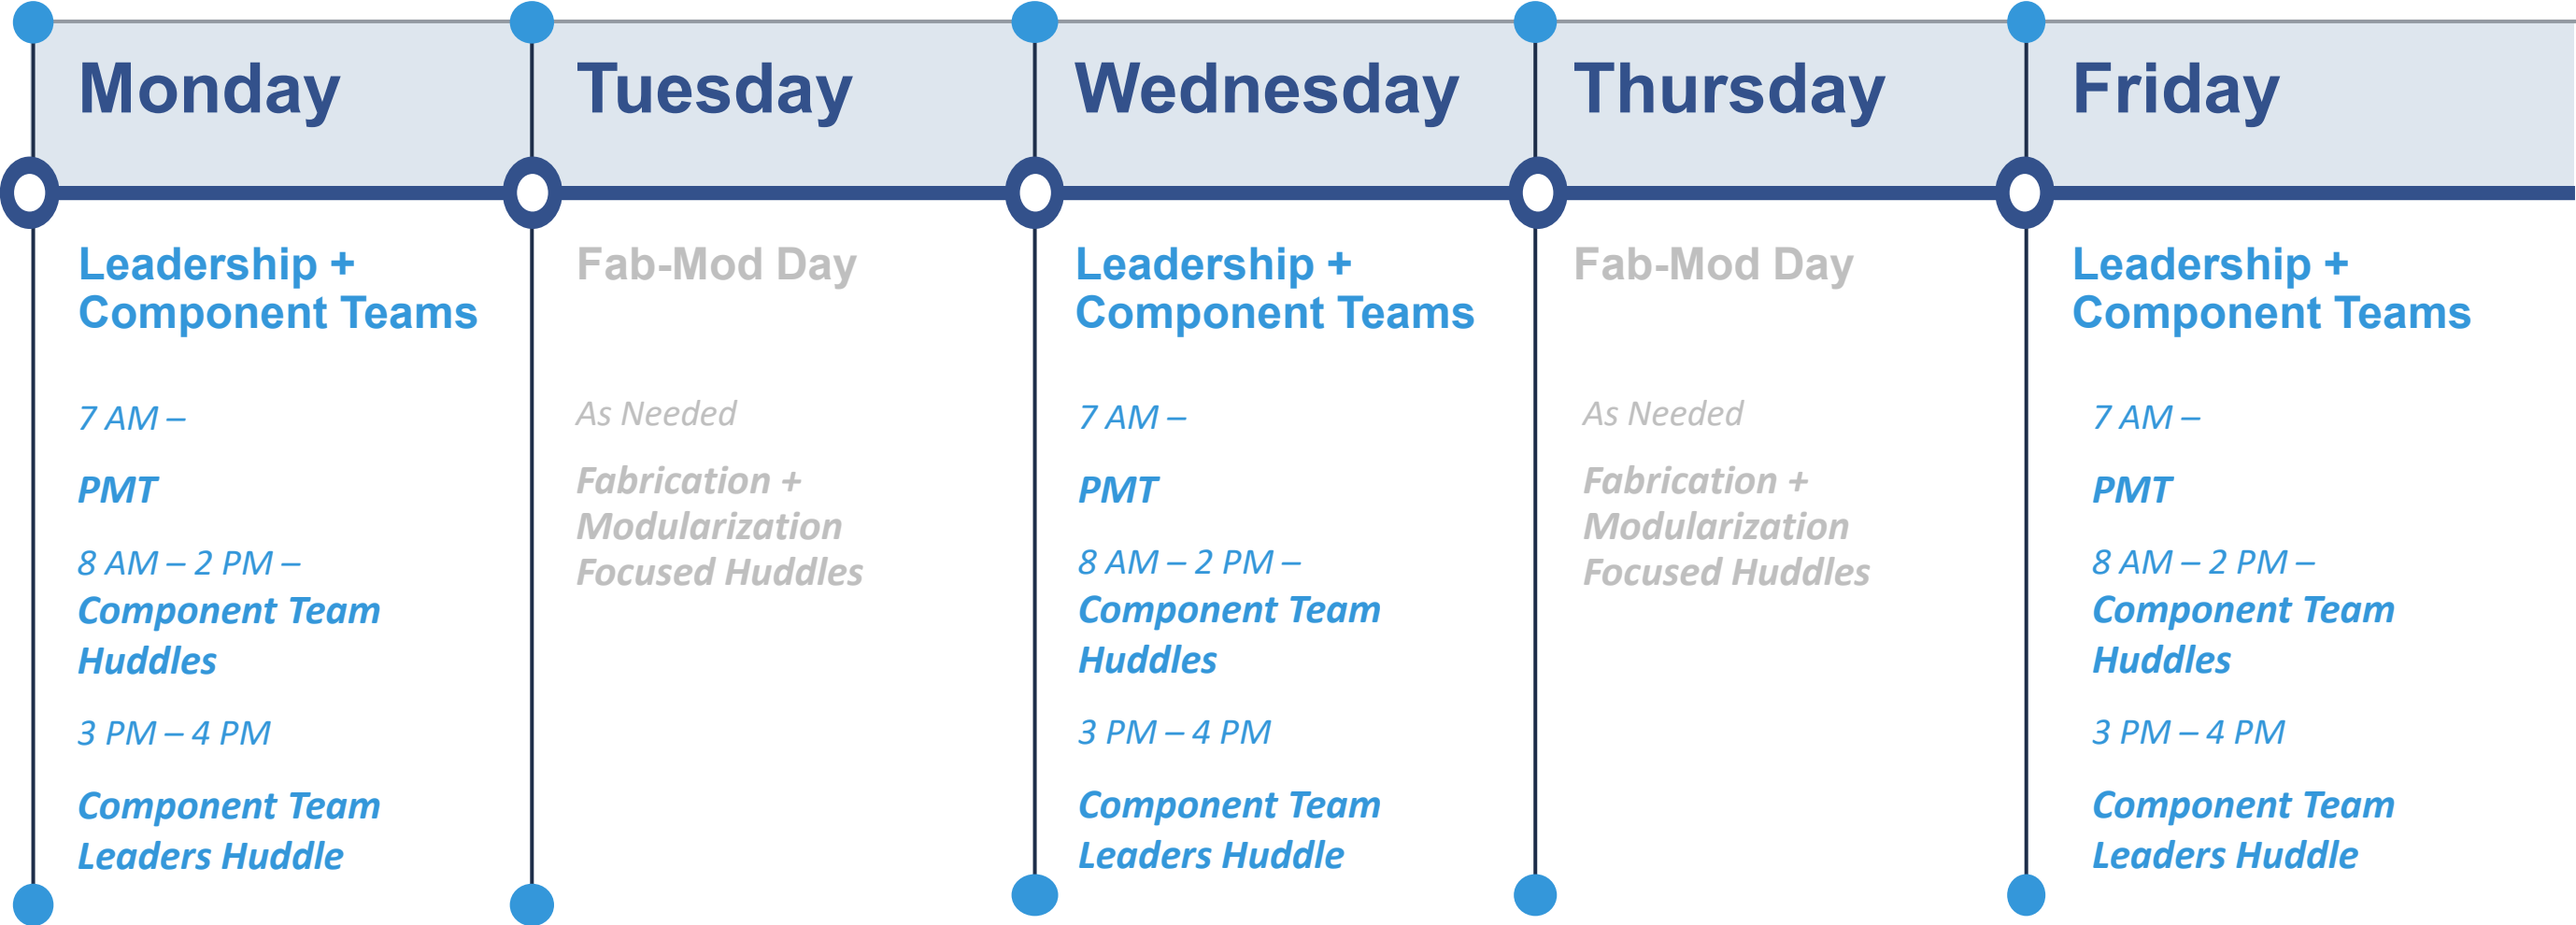 Monday
Tuesday
Wednesday
Thursday
Friday
Leadership +
Component Teams
7 AM –
PMT
8 AM – 2 PM –
Component Team
Huddles
3 PM – 4 PM
Component Team
Leaders Huddle
Fab-Mod Day
As Needed
Fabrication +
Modularization
Focused Huddles
Leadership +
Component Teams
7 AM –
PMT
8 AM – 2 PM –
Component Team
Huddles
3 PM – 4 PM
Component Team
Leaders Huddle
Fab-Mod Day
As Needed
Fabrication +
Modularization
Focused Huddles
Leadership +
Component Teams
7 AM –
PMT
8 AM – 2 PM –
Component Team
Huddles
3 PM – 4 PM
Component Team
Leaders Huddle